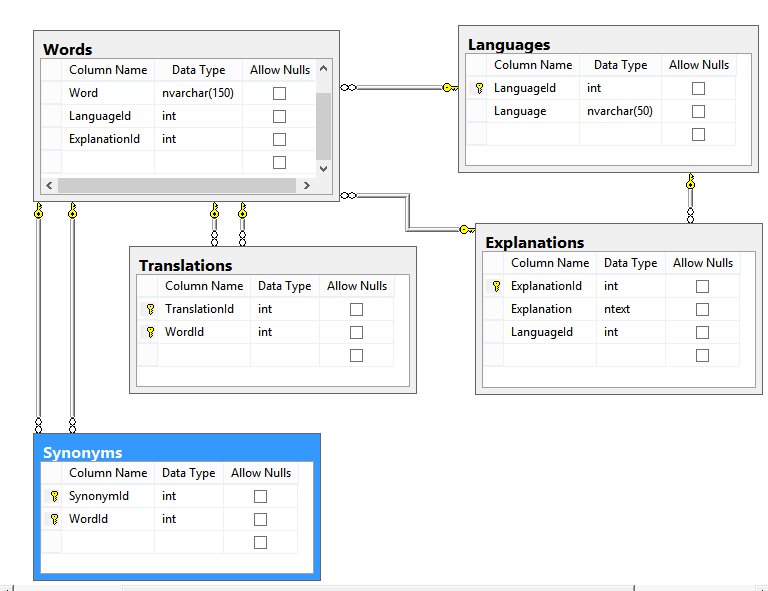 Words
Column Name Data Type Allow Nulls
Word nvarchar(150)
LanguageId int
ExplanationId int
Languages
Column Name Data Type Allow Nulls
LanguageId int
Language nvarchar(50)
Translations
Column Name Data Type Allow Nulls
TranslationId int
WordId int
Explanations
Column Name Data Type Allow Nulls
ExplanationId int
Explanation ntext
LanguageId int
Synonyms
Column Name Data Type Allow Nulls
SynonymId int
WordId int